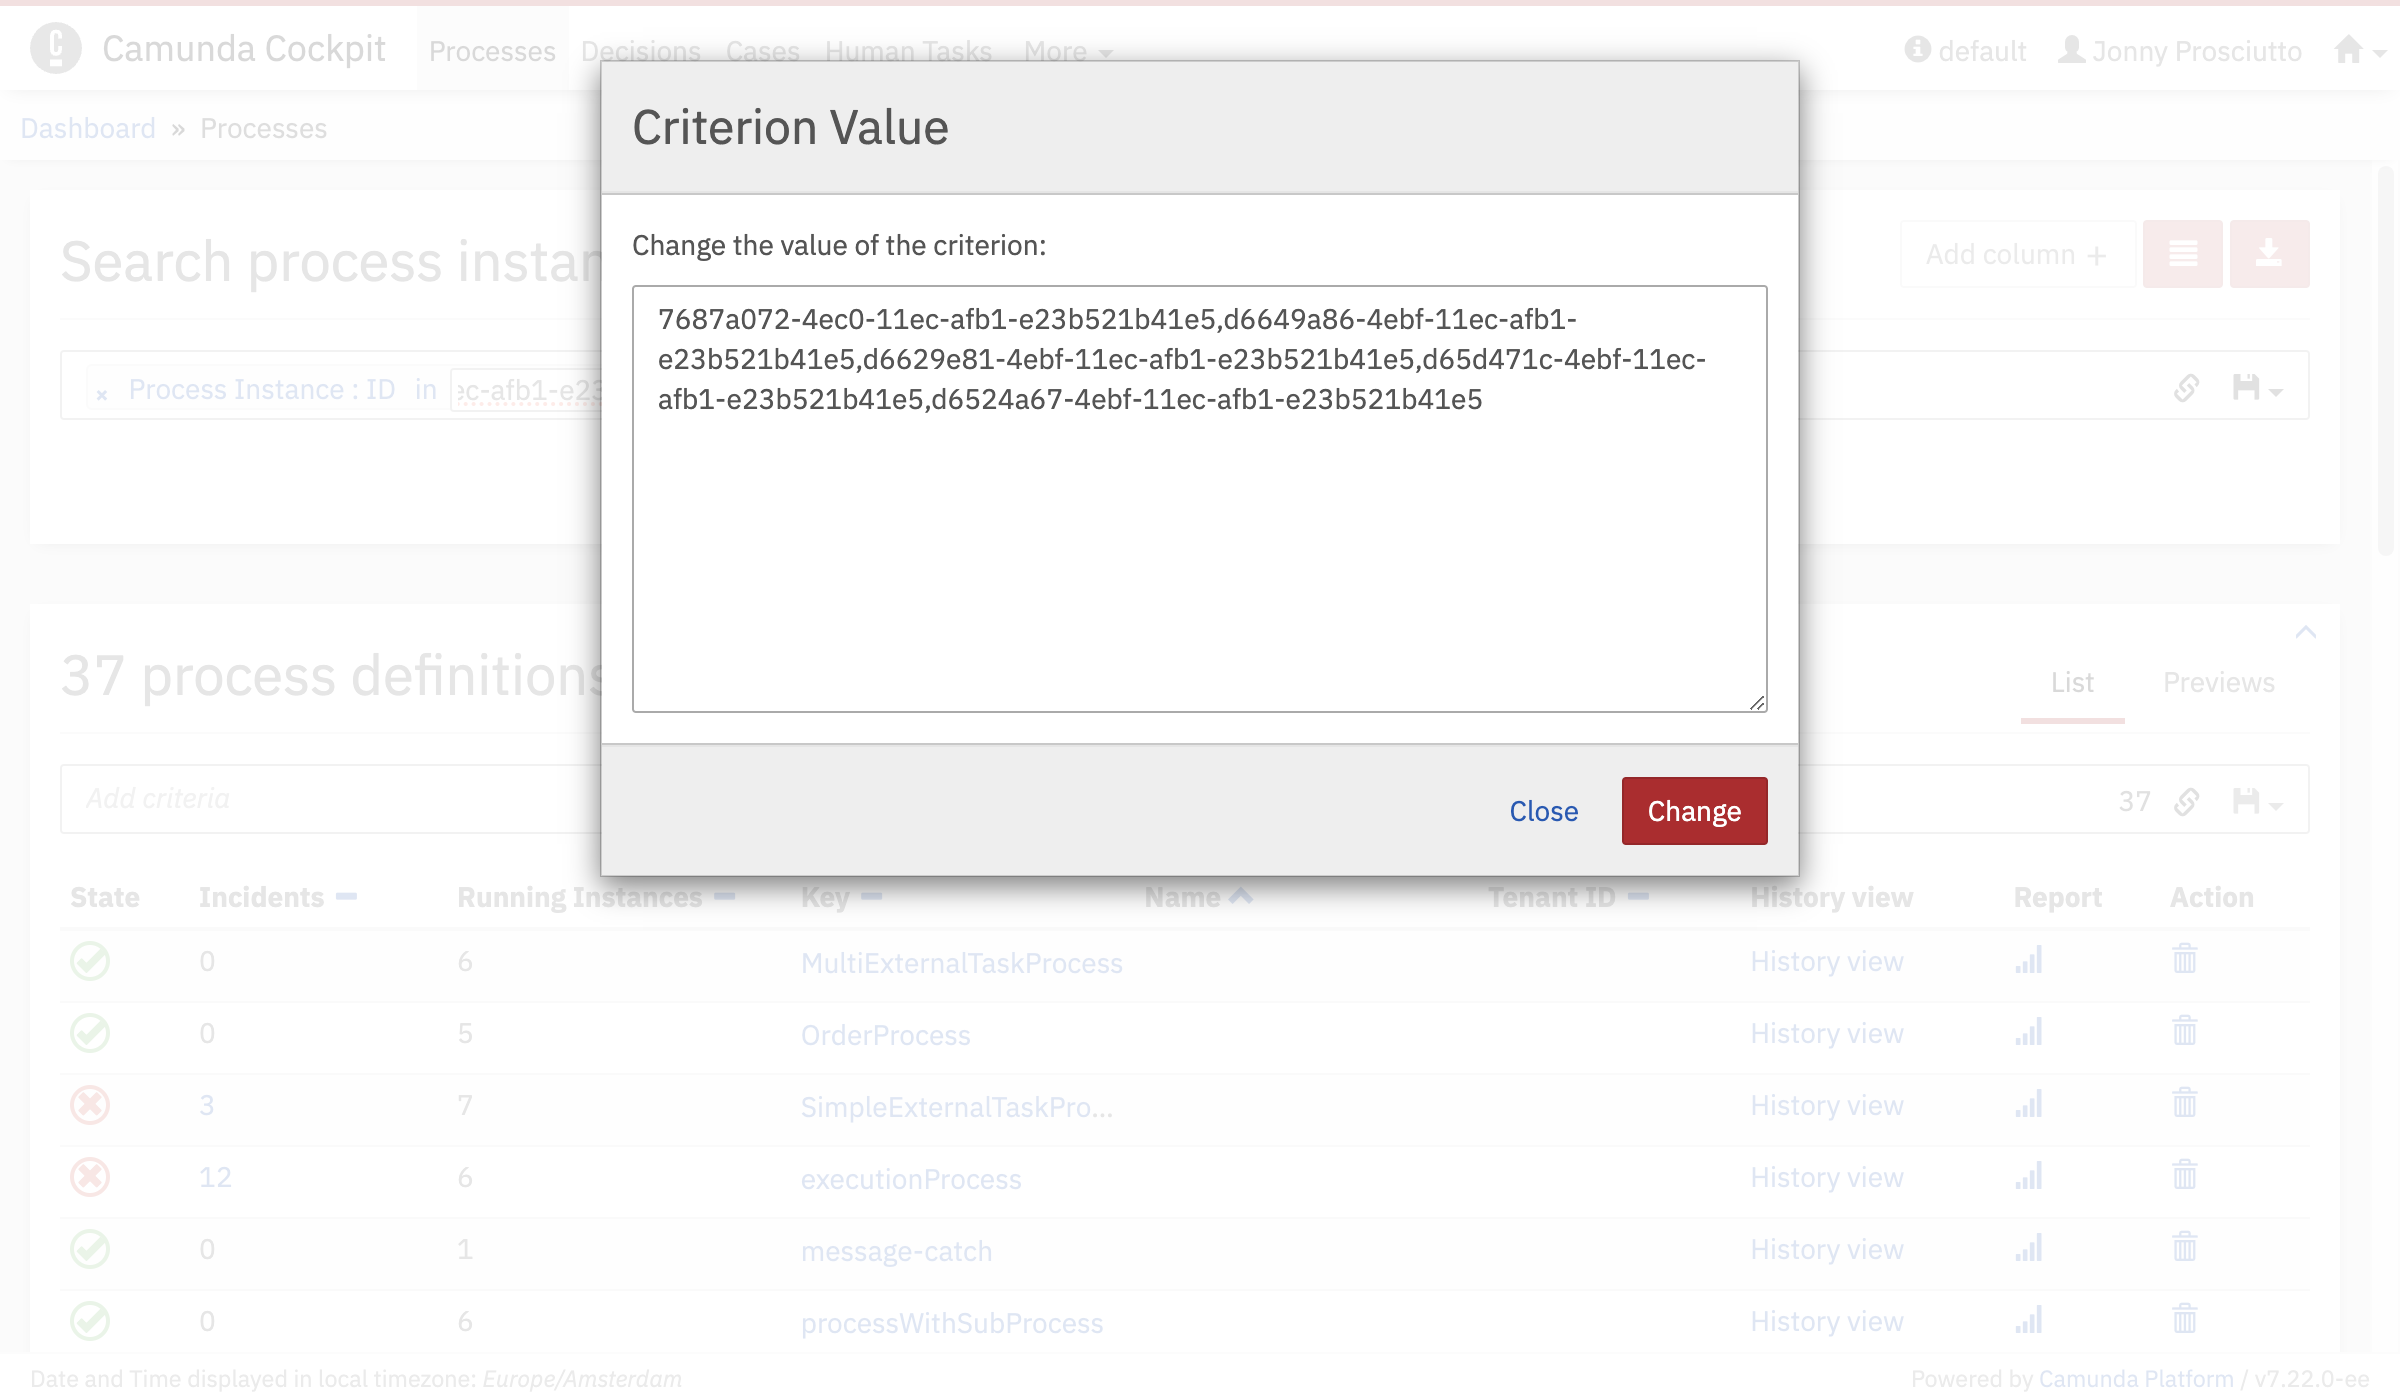 Camunda Cockpit Processes Decisions Cases Human Tasks More default Jonny Prosciutto
Dashboard » Processes
Criterion Value
Change the value of the criterion:
7687a072-4ec0-11ec-afb1-e23b521b41e5,d6649a86-4ebf-11ec-afb1-
e23b521b41e5,d6629e81-4ebf-11ec-afb1-e23b521b41e5,d65d471c-4ebf-11ec-
afb1-e23b521b41e5,d6524a67-4ebf-11ec-afb1-e23b521b41e5
Close Change
Search process instan
Add column +
× Process Instance : ID in ec-afb1-e23
37 process definitions
List Previews
Add criteria
37
State Incidents Running Instances Key Name Tenant ID History view Report Action
0 6 MultiExternalTaskProcess History view
0 5 OrderProcess History view
3 7 SimpleExternalTaskPro... History view
12 6 executionProcess History view
0 1 message-catch History view
0 6 processWithSubProcess History view
Date and Time displayed in local timezone: Europe/Amsterdam
Powered by Camunda Platform / v7.22.0-ee